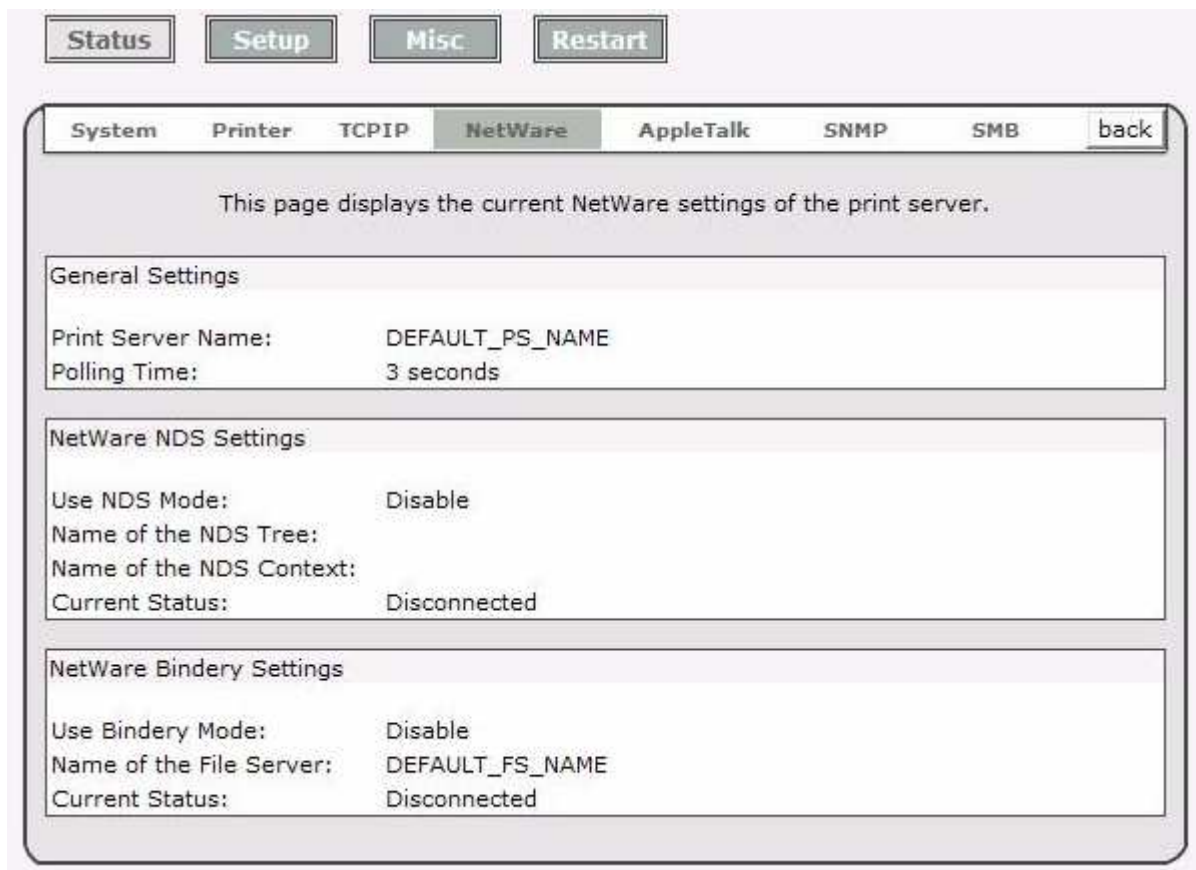 Status Setup Misc Restart
System Printer TCPIP NetWare AppleTalk SNMP SMB back
This page displays the current NetWare settings of the print server.
General Settings
Print Server Name: DEFAULT_PS_NAME
Polling Time: 3 seconds
NetWare NDS Settings
Use NDS Mode: Disable
Name of the NDS Tree:
Name of the NDS Context:
Current Status: Disconnected
NetWare Bindery Settings
Use Bindery Mode: Disable
Name of the File Server: DEFAULT_FS_NAME
Current Status: Disconnected